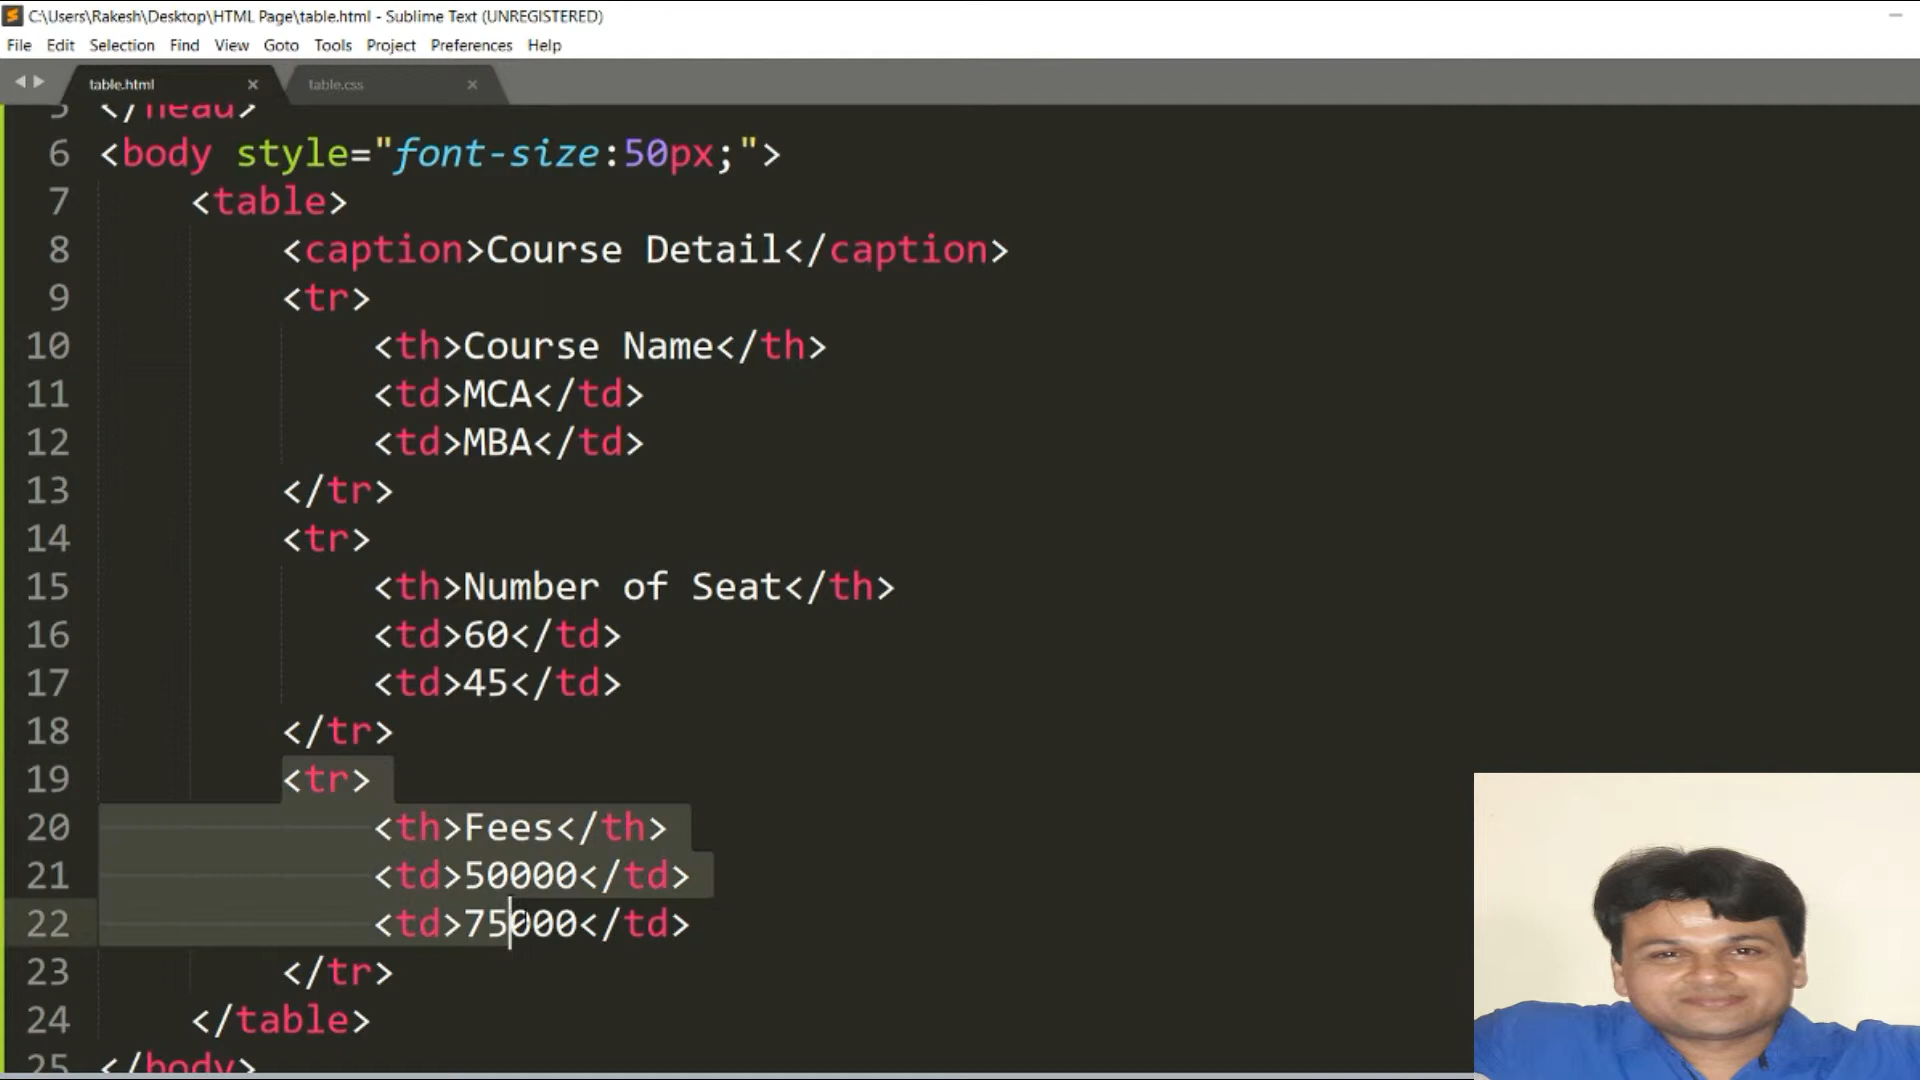 C:\Users\Rakesh\Desktop\HTML Page\table.html - Sublime Text (UNREGISTERED)
File Edit Selection Find View Goto Tools Project Preferences Help
table.html table.css
5 </head>
6 <body style="font-size:50px;">
7 <table>
8 <caption>Course Detail</caption>
9 <tr>
10 <th>Course Name</th>
11 <td>MCA</td>
12 <td>MBA</td>
13 </tr>
14 <tr>
15 <th>Number of Seat</th>
16 <td>60</td>
17 <td>45</td>
18 </tr>
19 <tr>
20 <th>Fees</th>
21 <td>50000</td>
22 <td>75000</td>
23 </tr>
24 </table>
25 </body>